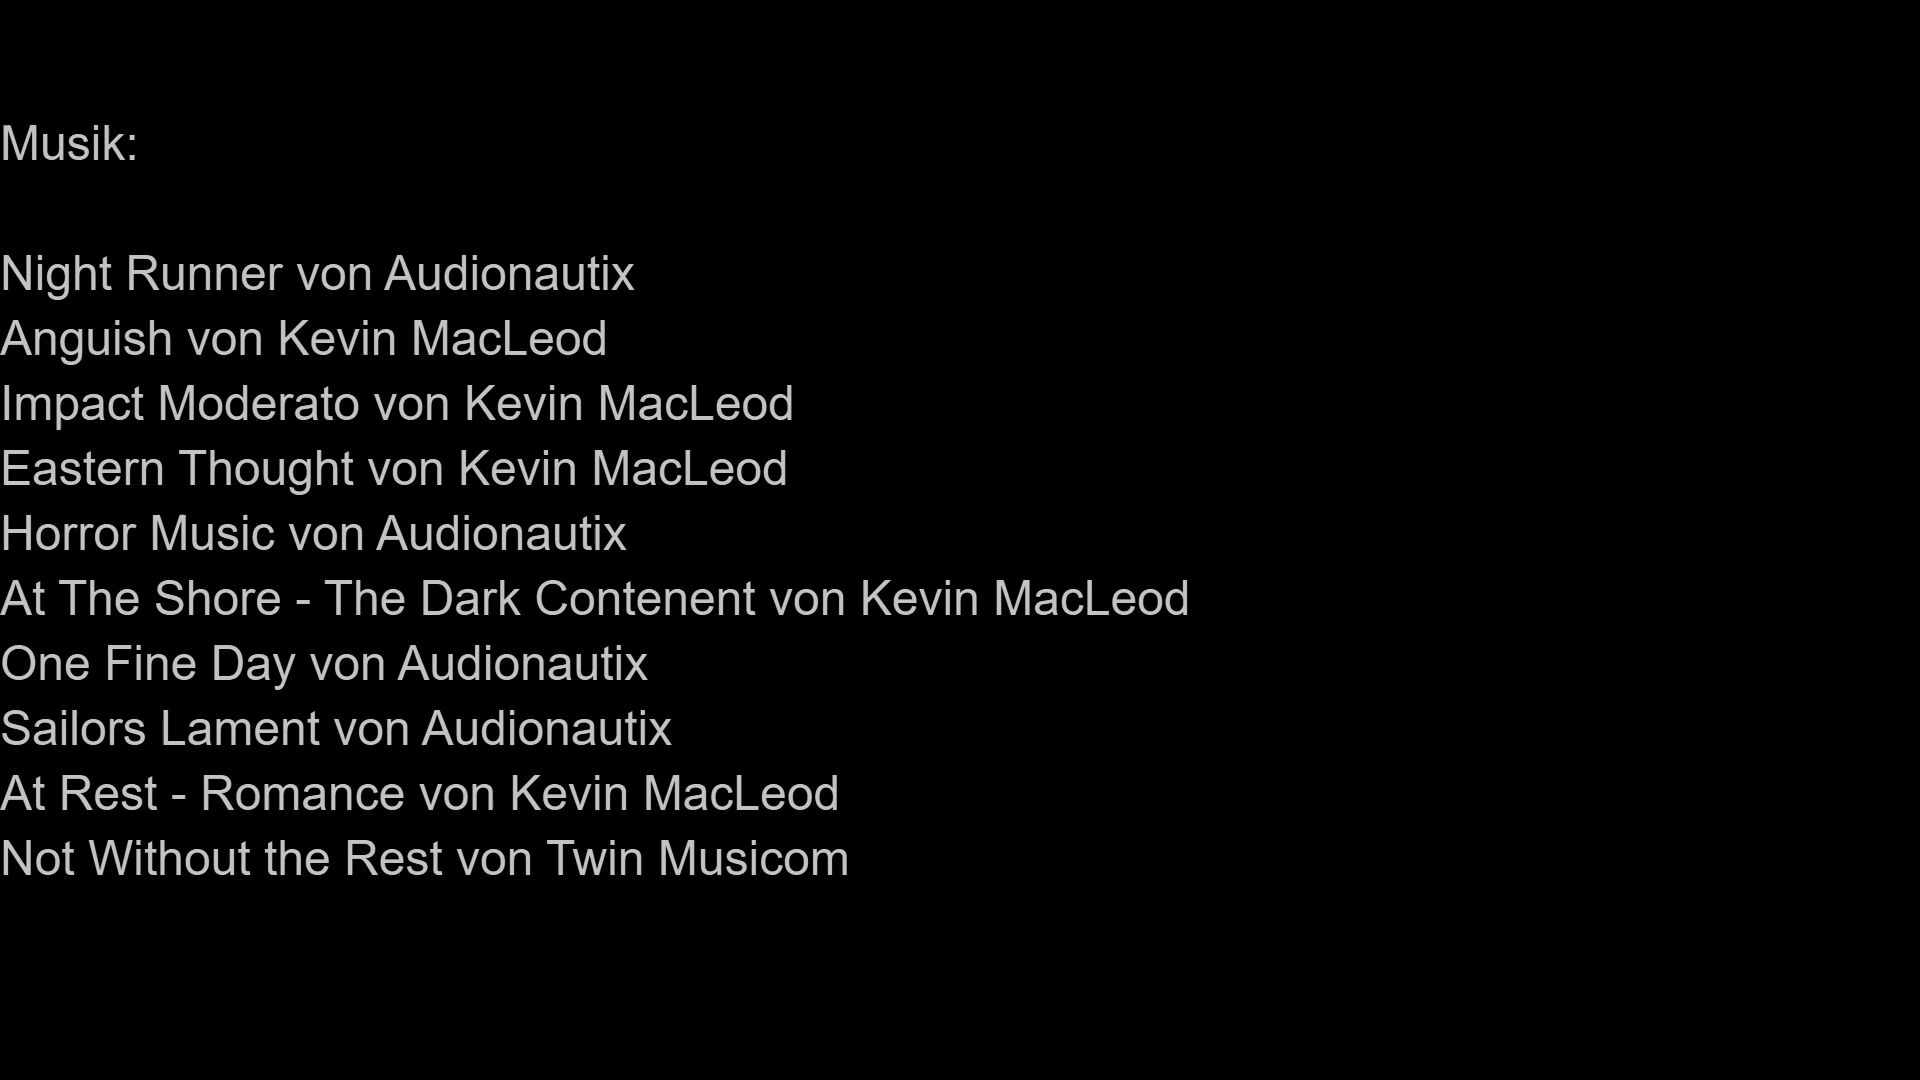 Musik:
Night Runner von Audionautix
Anguish von Kevin MacLeod
Impact Moderato von Kevin MacLeod
Eastern Thought von Kevin MacLeod
Horror Music von Audionautix
At The Shore - The Dark Contenent von Kevin MacLeod
One Fine Day von Audionautix
Sailors Lament von Audionautix
At Rest - Romance von Kevin MacLeod
Not Without the Rest von Twin Musicom